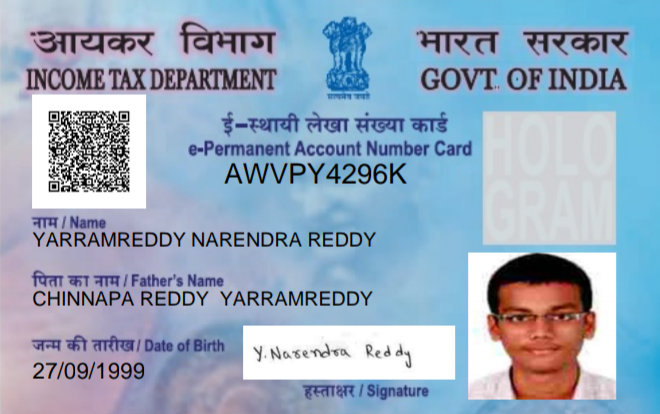 आयकर विभाग
INCOME TAX DEPARTMENT
सत्यमेव जयते
भारत सरकार
GOVT. OF INDIA
ई-स्थायी लेखा संख्या कार्ड
e-Permanent Account Number Card
AWVPY4296K
HOLO
GRAM
नाम / Name
YARRAMREDDY NARENDRA REDDY
पिता का नाम / Father's Name
CHINNAPA REDDY YARRAMREDDY
जन्म की तारीख / Date of Birth
27/09/1999
Y. Narendra Reddy
हस्ताक्षर / Signature